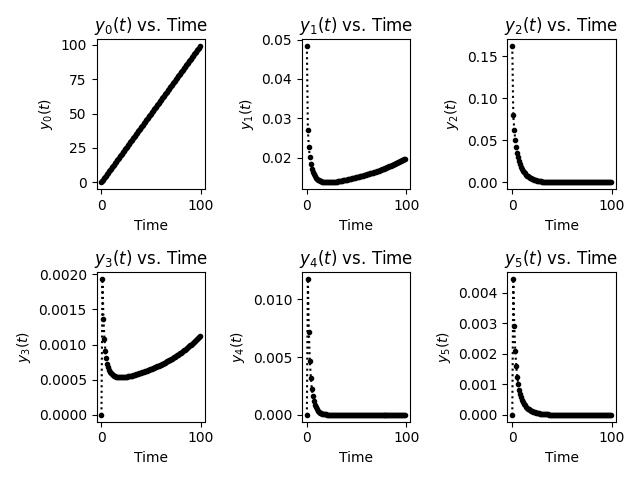 y₀(t) vs. Time
100
75
50
25
0
y₀(t)
0
100
Time
y₁(t) vs. Time
0.05
0.04
0.03
0.02
y₁(t)
0
100
Time
y₂(t) vs. Time
0.15
0.10
0.05
0.00
y₂(t)
0
100
Time
y₃(t) vs. Time
0.0020
0.0015
0.0010
0.0005
0.0000
y₃(t)
0
100
Time
y₄(t) vs. Time
0.010
0.005
0.000
y₄(t)
0
100
Time
y₅(t) vs. Time
0.004
0.003
0.002
0.001
0.000
y₅(t)
0
100
Time